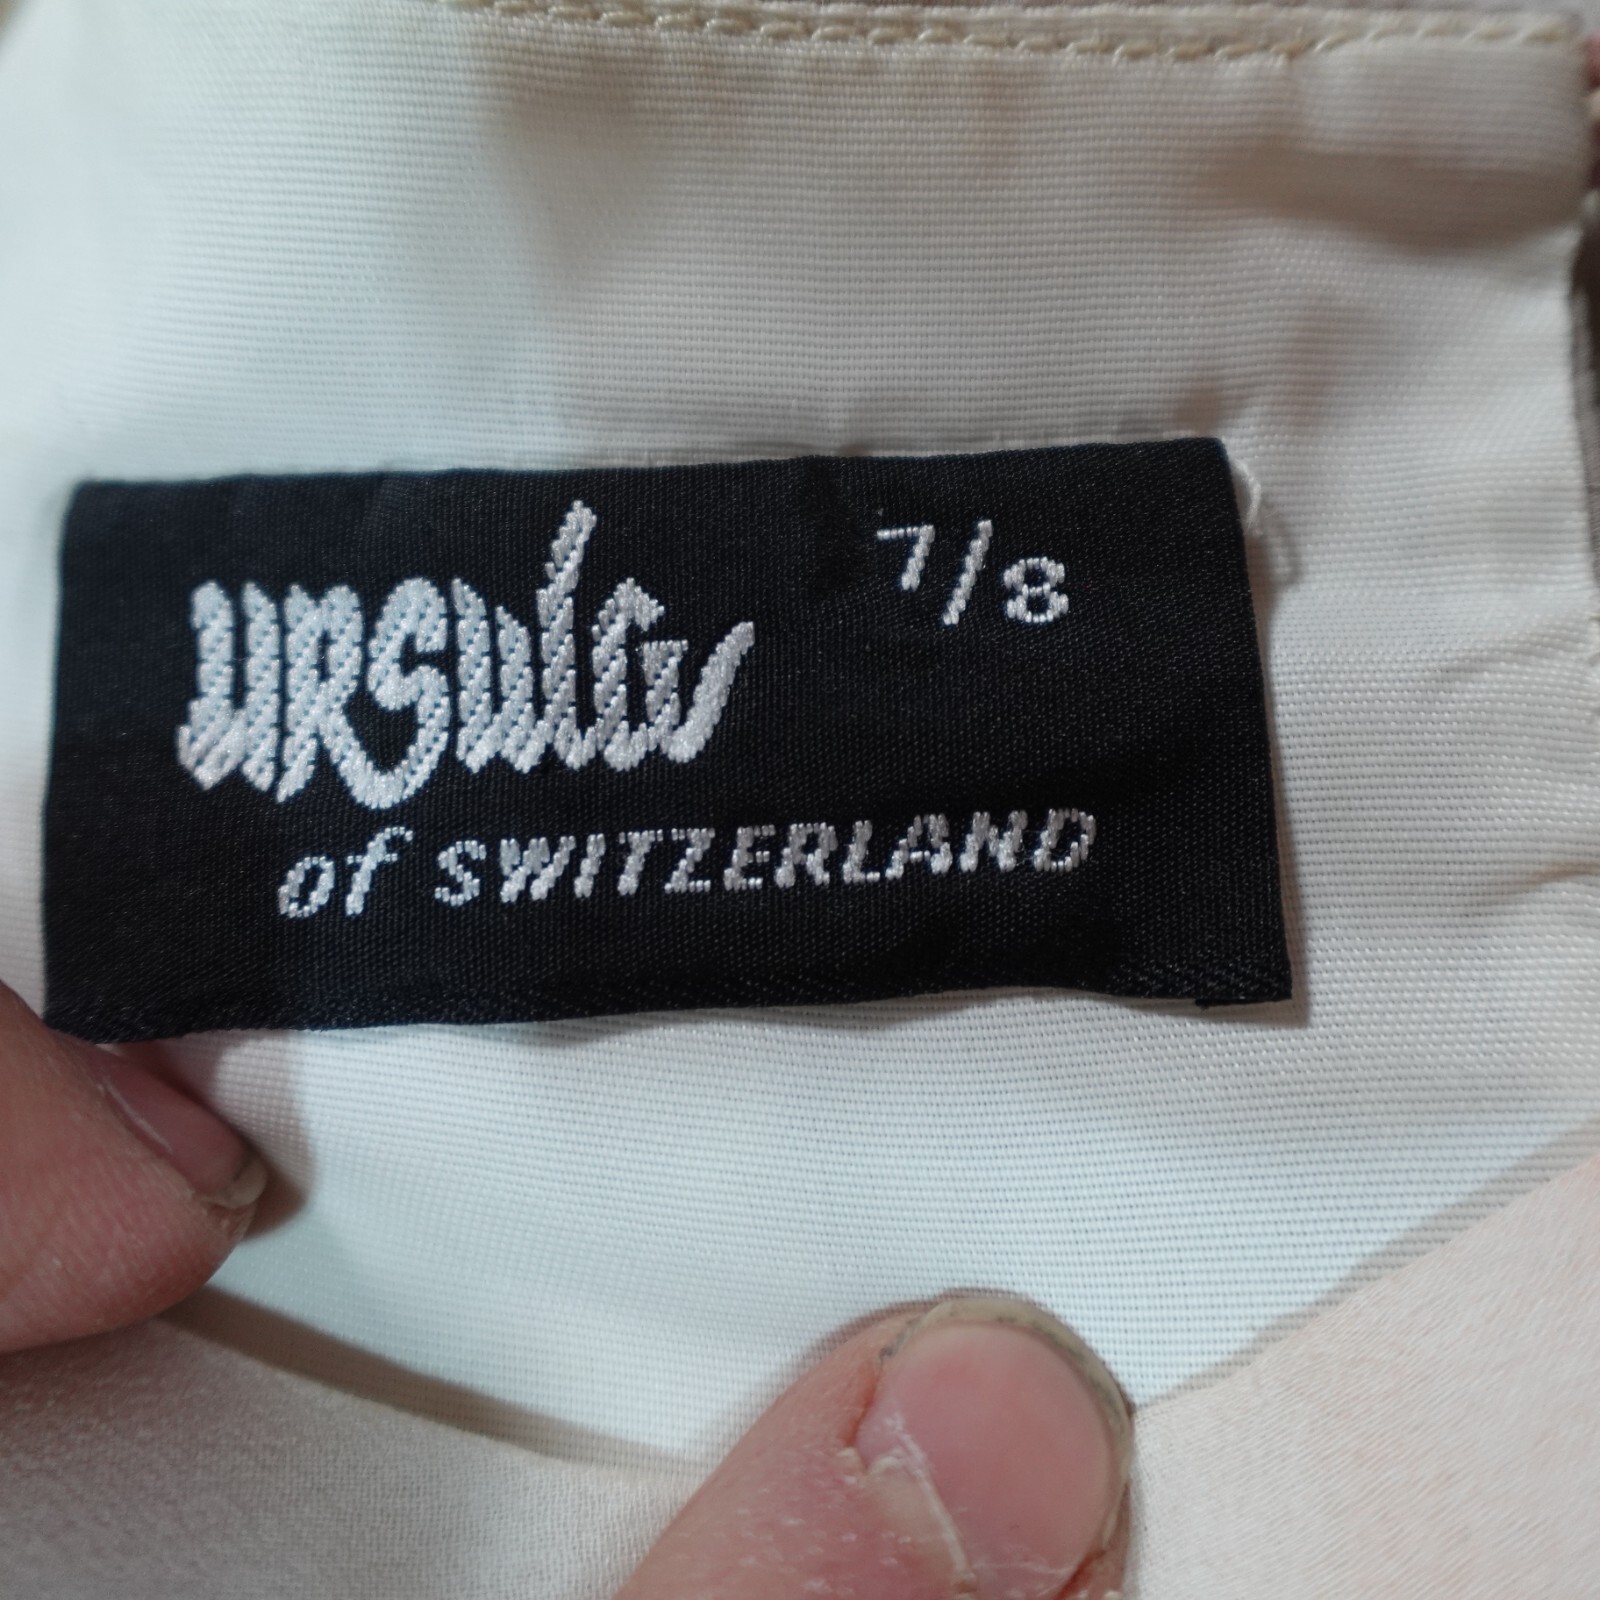 URSULA 7/8
of SWITZERLAND